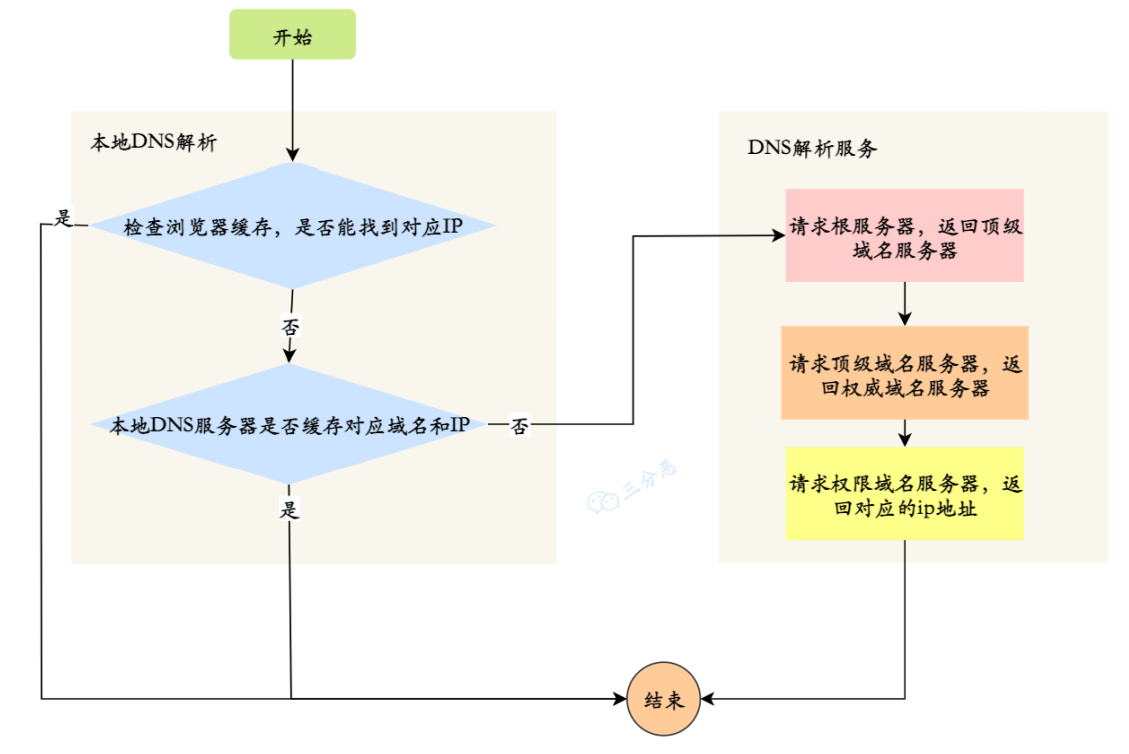 开始
本地DNS解析
是
检查浏览器缓存，是否能找到对应IP
否
本地DNS服务器是否缓存对应域名和IP
否
是
DNS解析服务
请求根服务器，返回顶级
域名服务器
请求顶级域名服务器，返
回权威域名服务器
请求权限域名服务器，返
回对应的ip地址
三分恶
结束